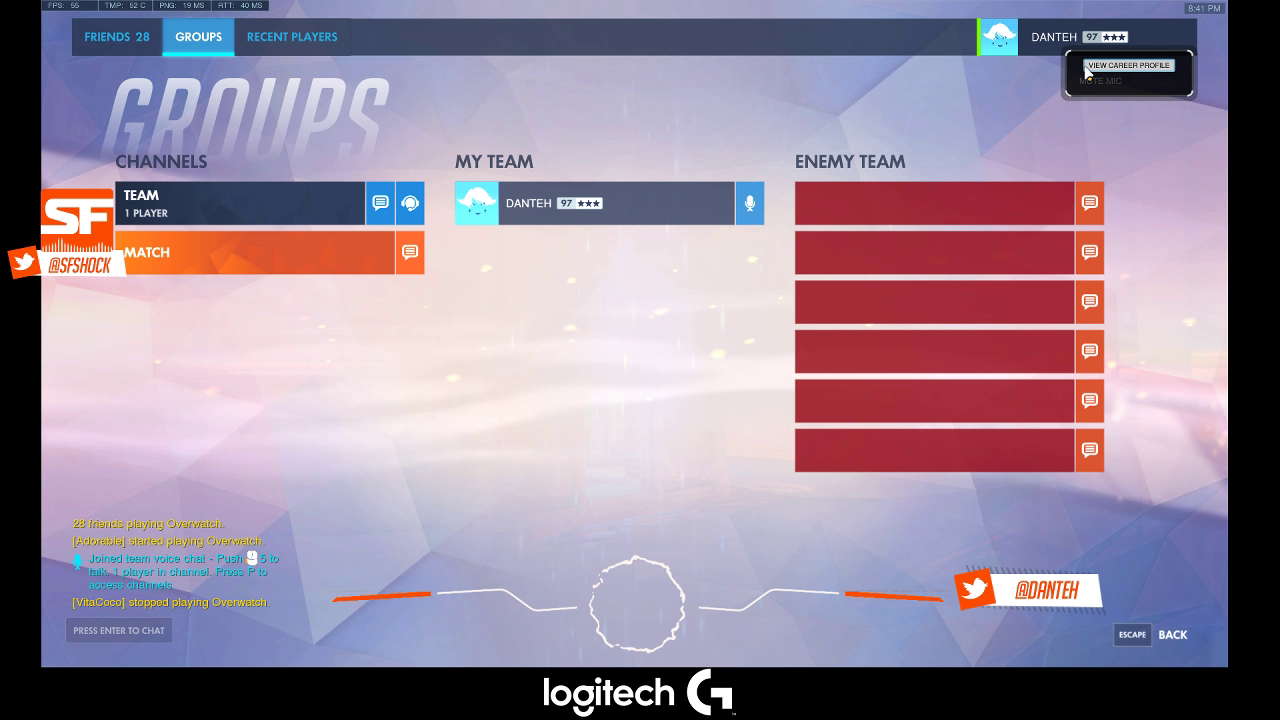 FPS: 55 TMP: 52 C PNG: 19 MS RTT: 40 MS
8:41 PM
FRIENDS 28 GROUPS RECENT PLAYERS
DANTEH 97
VIEW CAREER PROFILE
MUTE MIC
GROUPS
CHANNELS MY TEAM ENEMY TEAM
TEAM
1 PLAYER
DANTEH 97
SF
MATCH
@SFSHOCK
28 friends playing Overwatch.
[Adorable] started playing Overwatch.
Joined team voice chat - Push 5 to
talk. 1 player in channel. Press P to
access channels.
[VitaCoco] stopped playing Overwatch.
@DANTEH
PRESS ENTER TO CHAT
ESCAPE BACK
logitech G